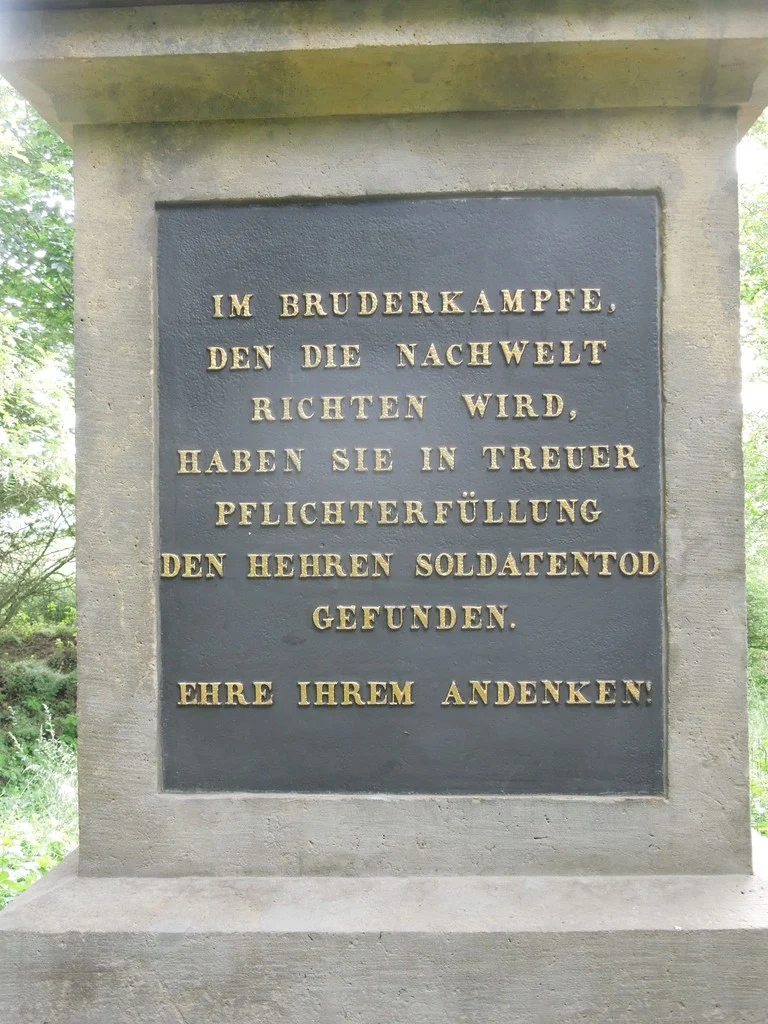 IM BRUDERKAMPFE,
DEN DIE NACHWELT
RICHTEN WIRD,
HABEN SIE IN TREUER
PFLICHTERFÜLLUNG
DEN HEHREN SOLDATENTOD
GEFUNDEN.
EHRE IHREM ANDENKEN!